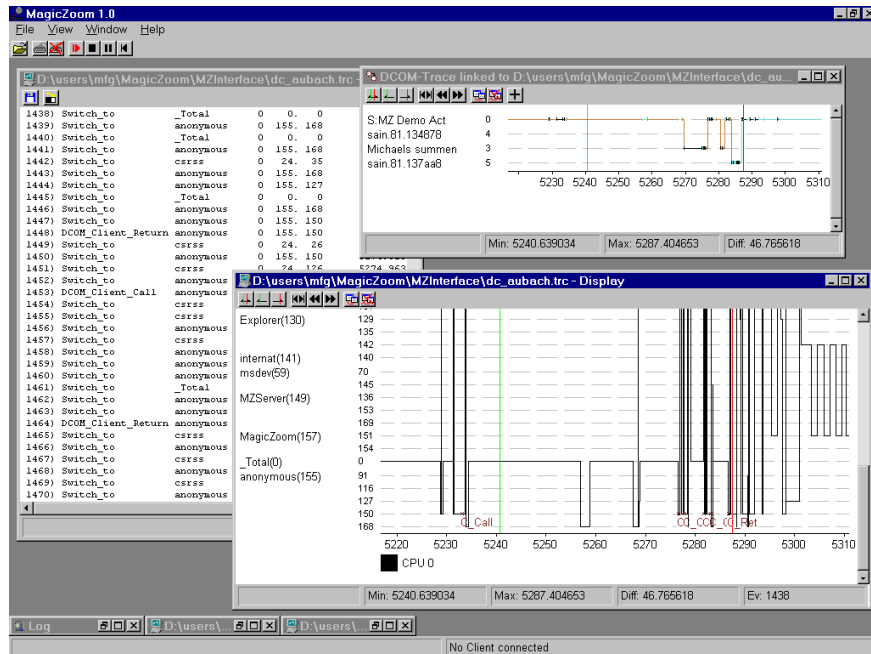 MagicZoom 1.0
File View Window Help
D:\users\mfg\MagicZoom\MZInterface\dc_aubach.trc -
1438) Switch_to _Total 0 0. 0
1439) Switch_to anonymous 0 155. 168
1440) Switch_to _Total 0 0. 0
1441) Switch_to anonymous 0 155. 168
1442) Switch_to csrss 0 24. 35
1443) Switch_to anonymous 0 155. 168
1444) Switch_to anonymous 0 155. 127
1445) Switch_to _Total 0 0. 0
1446) Switch_to anonymous 0 155. 168
1447) Switch_to anonymous 0 155. 150
1448) DCOM_Client_Return anonymous 0 155. 150
1449) Switch_to csrss 0 24. 26
1450) Switch_to anonymous 0 155. 150
1451) Switch_to csrss 0 24. 126 5274.963
1452) Switch_to anonymous
1453) DCOM_Client_Call anonymous
1454) Switch_to csrss
1455) Switch_to csrss
1456) Switch_to anonymous
1457) Switch_to csrss
1458) Switch_to anonymous
1459) Switch_to anonymous
1460) Switch_to anonymous
1461) Switch_to _Total
1462) Switch_to anonymous
1463) Switch_to anonymous
1464) DCOM_Client_Return anonymous
1465) Switch_to csrss
1466) Switch_to csrss
1467) Switch_to csrss
1468) Switch_to anonymous
1469) Switch_to csrss
1470) Switch_to anonymous
DCOM-Trace linked to D:\users\mfg\MagicZoom\MZInterface\dc_au...
S:MZ Demo Act 0
sain.81.134878 4
Michaels summen 3
sain.81.137aa8 5
5230 5240 5250 5260 5270 5280 5290 5300 5310
Min: 5240.639034 Max: 5287.404653 Diff: 46.765618
D:\users\mfg\MagicZoom\MZInterface\dc_aubach.trc - Display
Explorer(130) 129
135
142
internat(141) 140
msdev(59) 70
145
MZServer(149) 136
153
169
MagicZoom(157) 151
154
_Total(0) 0
anonymous(155) 91
116
127
150
168
C_Call CC_CCC_CC_Ret
5220 5230 5240 5250 5260 5270 5280 5290 5300 5310
CPU 0
Min: 5240.639034 Max: 5287.404653 Diff: 46.765618 Ev: 1438
Log D:\users\... D:\users\...
No Client connected